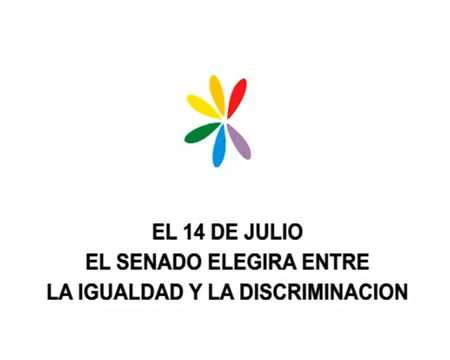 EL 14 DE JULIO
EL SENADO ELEGIRA ENTRE
LA IGUALDAD Y LA DISCRIMINACION